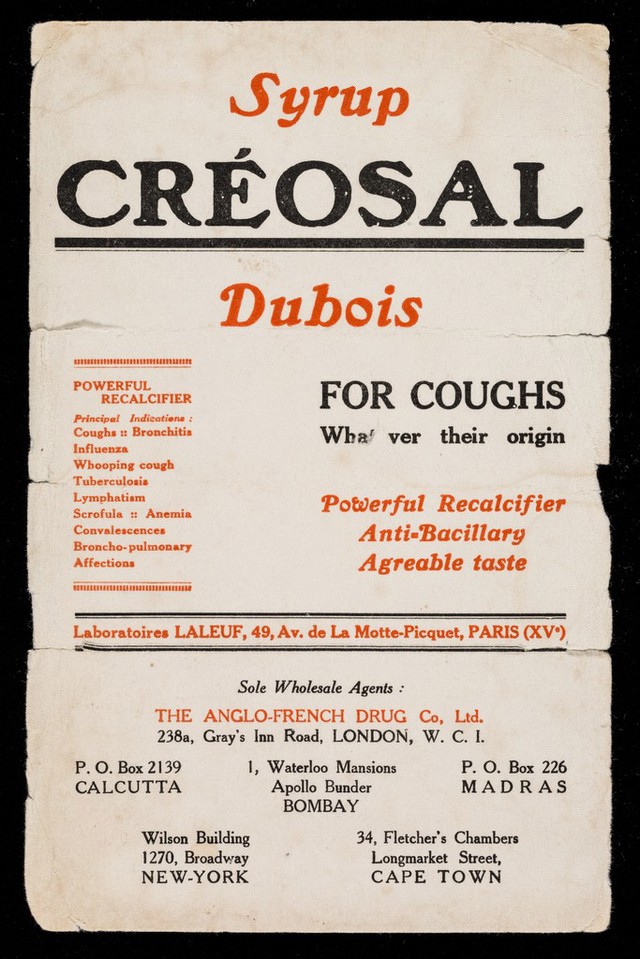 Syrup
CRÉOSAL
Dubois
POWERFUL
RECALCIFIER
Principal Indications :
Coughs :: Bronchitis
Influenza
Whooping cough
Tuberculosis
Lymphatism
Scrofula :: Anemia
Convalescences
Broncho-pulmonary
Affections
FOR COUGHS
ver their origin
Powerful Recalcifier
Anti-Bacillary
Agreable taste
Laboratoires LALEUF, 49, Av. de La Motte-Picquet, PARIS (XVe)
Sole Wholesale Agents :
THE ANGLO-FRENCH DRUG Co, Ltd.
238a, Gray's Inn Road, LONDON, W. C. I.
P. O. Box 2139
CALCUTTA
1, Waterloo Mansions
Apollo Bunder
BOMBAY
P. O. Box 226
MADRAS
Wilson Building
1270, Broadway
NEW-YORK
34, Fletcher's Chambers
Longmarket Street,
CAPE TOWN